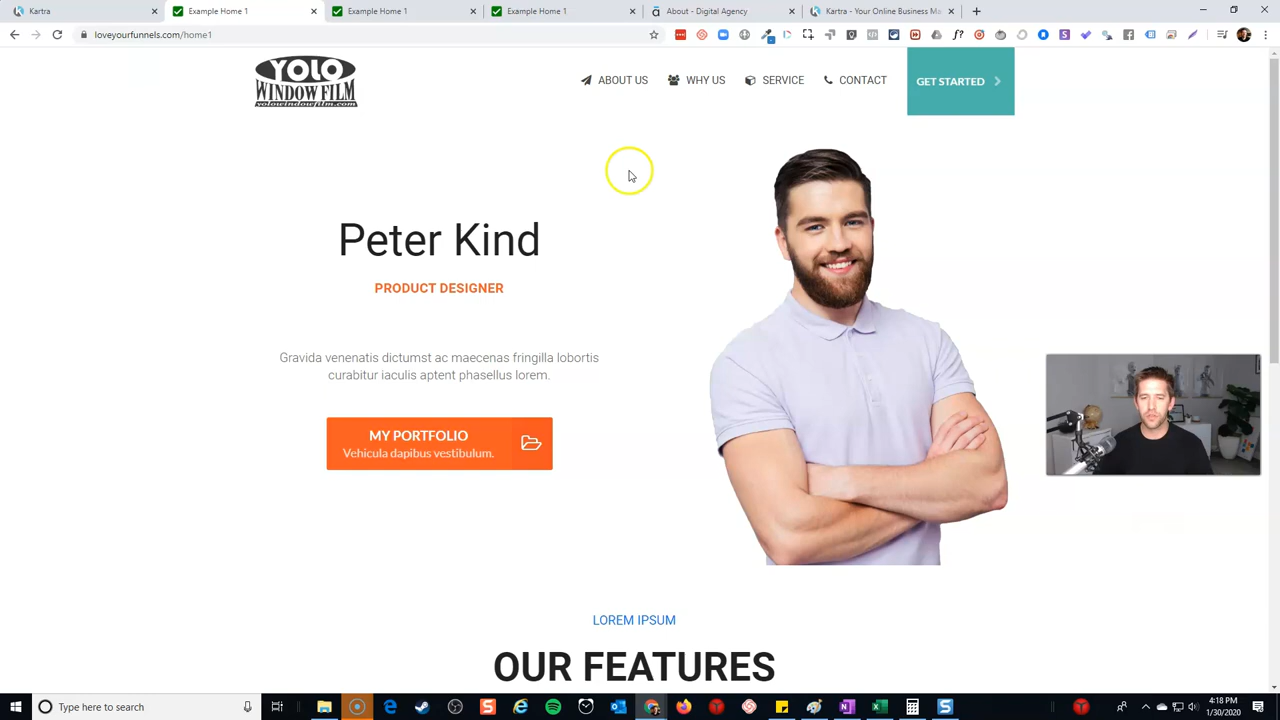 Kartra
Example Home 1
Example Home 1
Example Home 1
About - Digital Agency
Kartra - Your Online Business Ma
loveyourfunnels.com/home1
YOLO
WINDOW FILM
yolowindowfilm.com
ABOUT US
WHY US
SERVICE
CONTACT
GET STARTED
Peter Kind
PRODUCT DESIGNER
Gravida venenatis dictumst ac maecenas fringilla lobortis
curabitur iaculis aptent phasellus lorem.
MY PORTFOLIO
Vehicula dapibus vestibulum.
LOREM IPSUM
OUR FEATURES
Type here to search
4:18 PM
1/30/2020